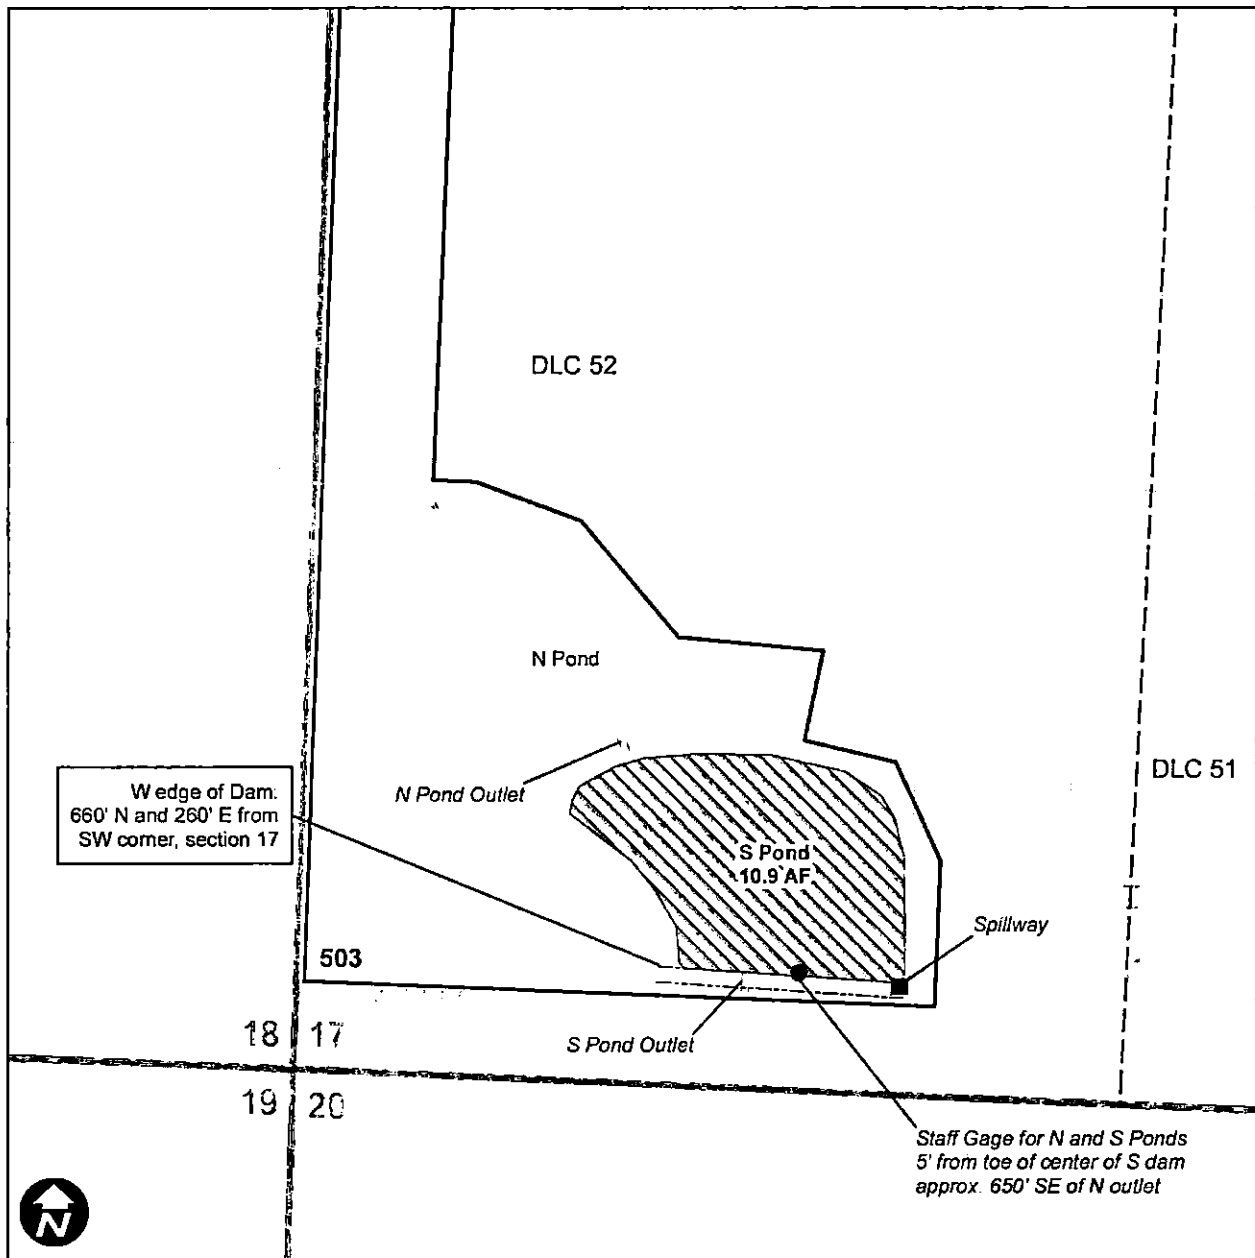 DLC 52
N Pond
DLC 51
W edge of Dam:
660' N and 260' E from
SW corner, section 17
N Pond Outlet
S Pond
10.9 AF
Spillway
503
18 17
S Pond Outlet
19 20
Staff Gage for N and S Ponds
5' from toe of center of S dam
approx. 650' SE of N outlet
N